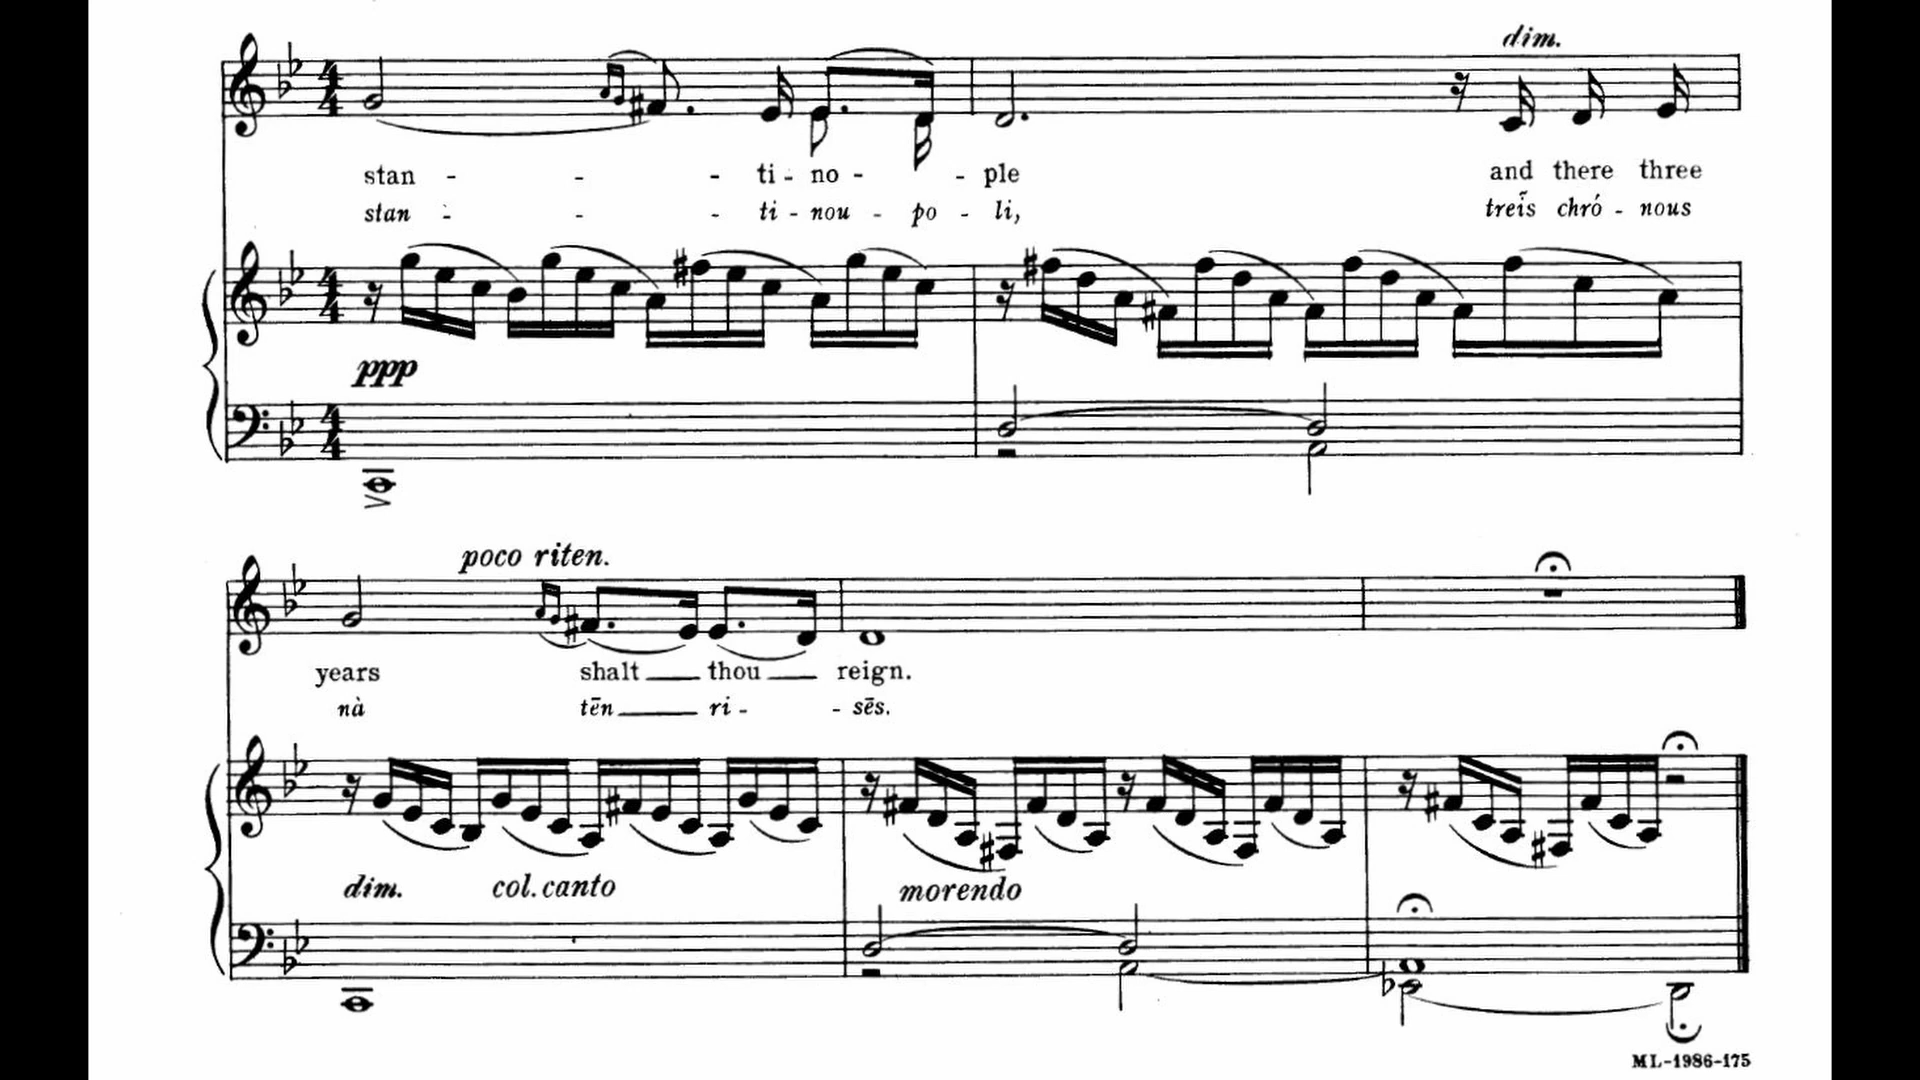 dim.
stan - - - ti - no - - ple and there three
stan - - - ti - nou - po - li, treĩs chró - nous
ppp
poco riten.
years shalt thou reign.
nà tēn ri - - sēs.
dim. col. canto morendo
ML-1986-175